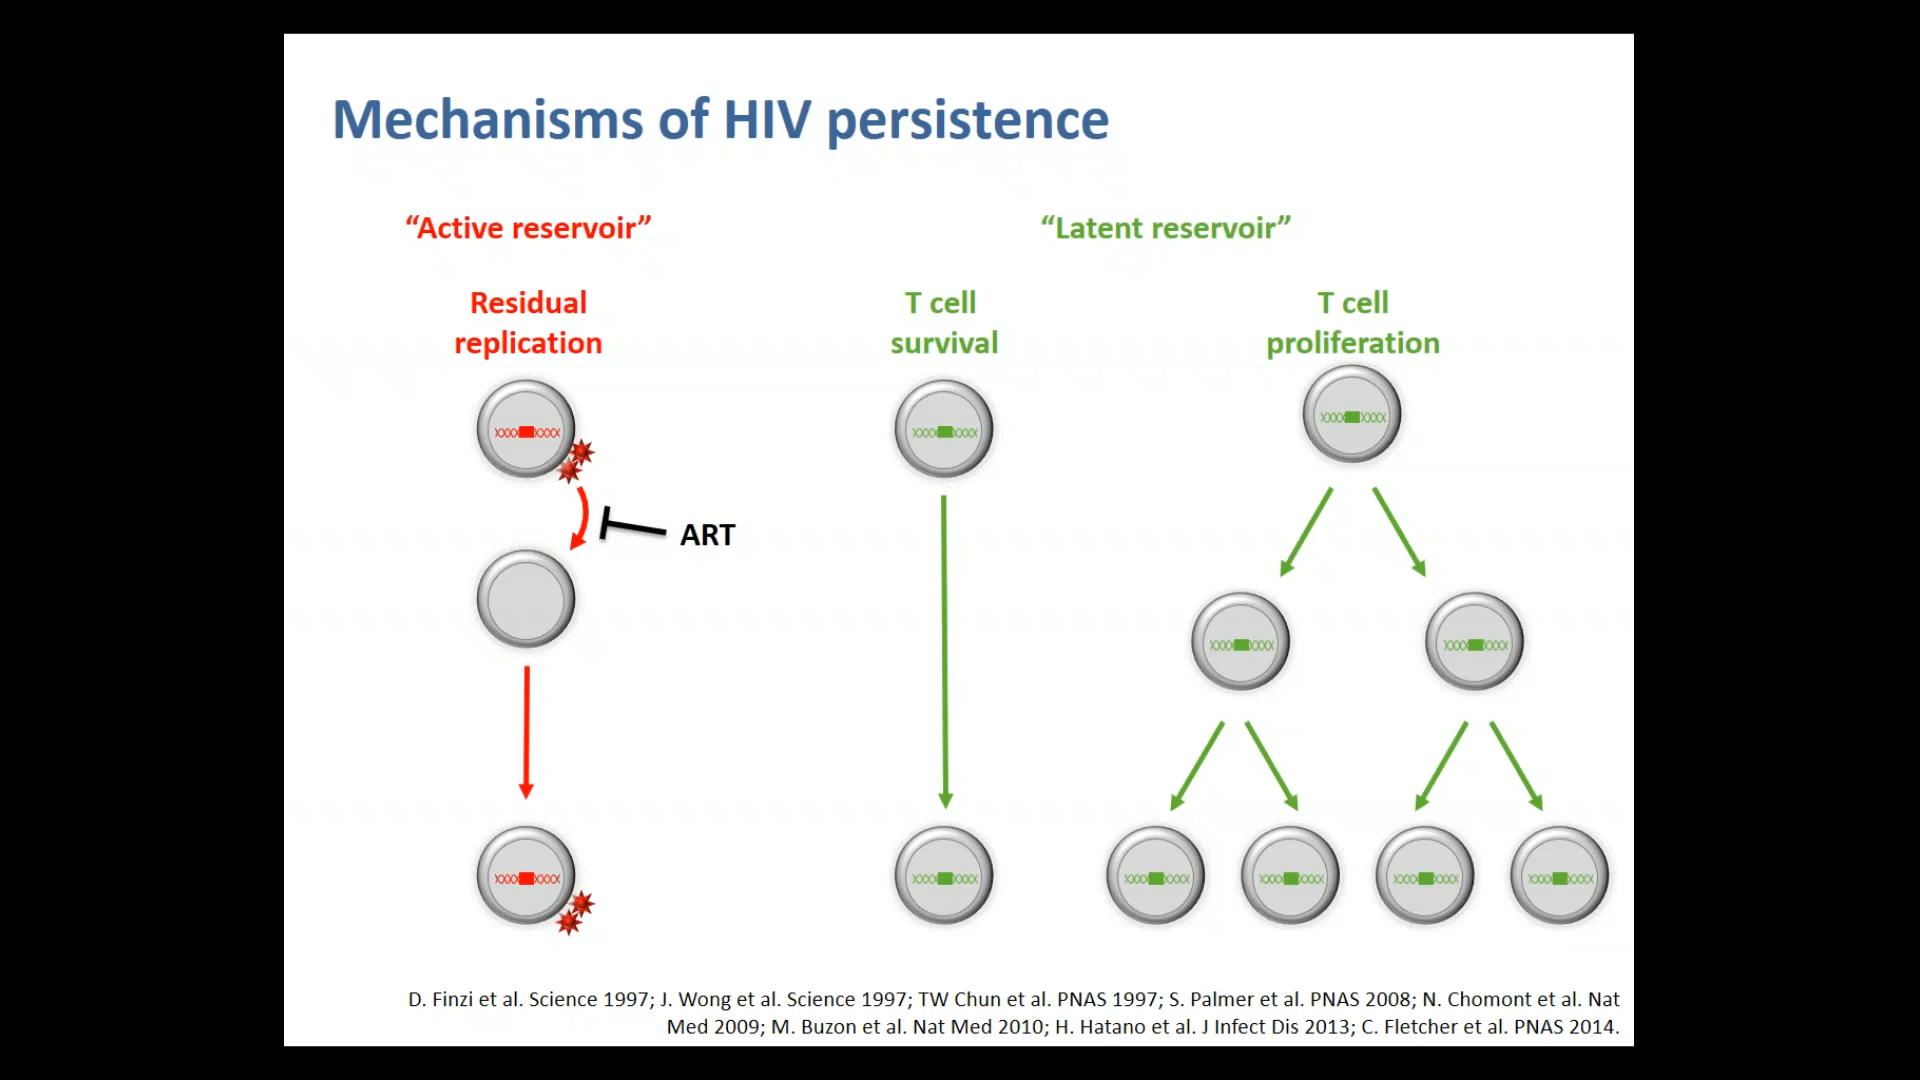 Mechanisms of HIV persistence
“Active reservoir”
“Latent reservoir”
Residual
replication
T cell
survival
T cell
proliferation
ART
D. Finzi et al. Science 1997; J. Wong et al. Science 1997; TW Chun et al. PNAS 1997; S. Palmer et al. PNAS 2008; N. Chomont et al. Nat
Med 2009; M. Buzon et al. Nat Med 2010; H. Hatano et al. J Infect Dis 2013; C. Fletcher et al. PNAS 2014.